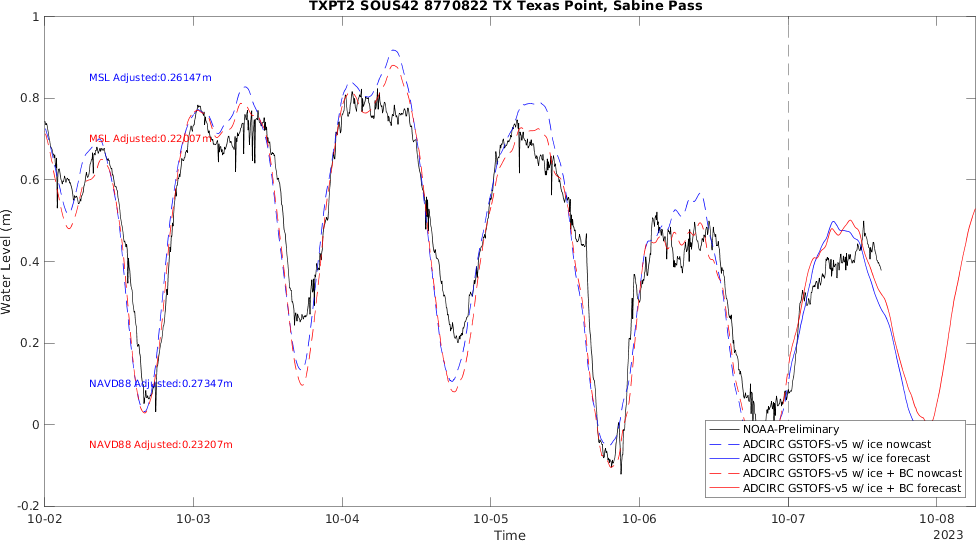 TXPT2 SOUS42 8770822 TX Texas Point, Sabine Pass
1
0.8
0.6
0.4
0.2
0
-0.2
Water Level (m)
MSL Adjusted:0.26147m
MSL Adjusted:0.22007m
NAVD88 Adjusted:0.27347m
NAVD88 Adjusted:0.23207m
NOAA-Preliminary
ADCIRC GSTOFS-v5 w/ ice nowcast
ADCIRC GSTOFS-v5 w/ ice forecast
ADCIRC GSTOFS-v5 w/ ice + BC nowcast
ADCIRC GSTOFS-v5 w/ ice + BC forecast
10-02 10-03 10-04 10-05 10-06 10-07 10-08
Time
2023